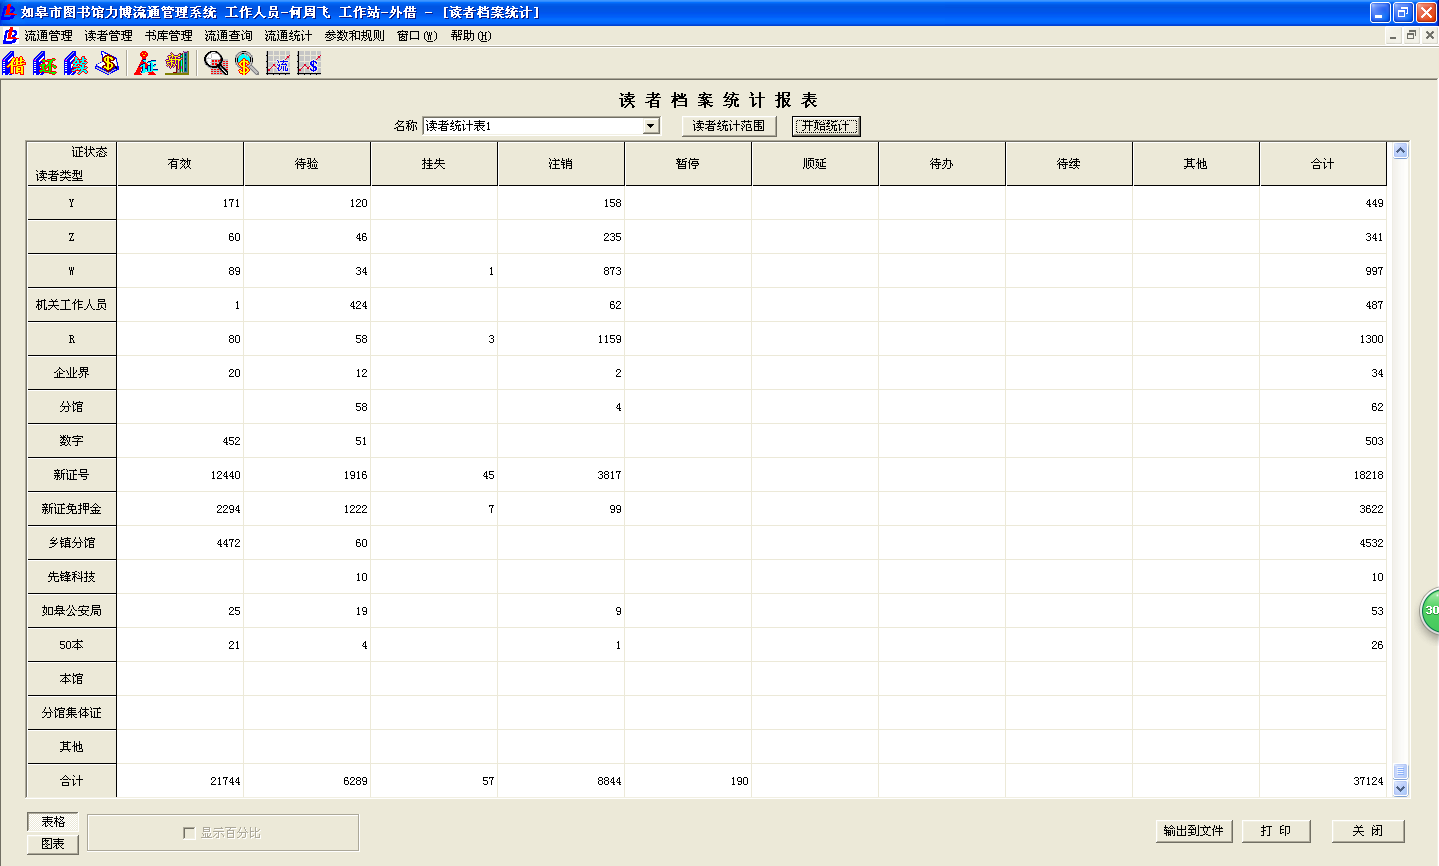 如皋市图书馆力博流通管理系统 工作人员-何周飞 工作站-外借 - [读者档案统计]
流通管理 读者管理 书库管理 流通查询 流通统计 参数和规则 窗口(W) 帮助(H)
借 证 续 $ 证 流 $
读 者 档 案 统 计 报 表
名称 读者统计表1 读者统计范围 开始统计
证状态 读者类型 有效 待验 挂失 注销 暂停 顺延 待办 待续 其他 合计
Y 171 120 158 449
Z 60 46 235 341
W 89 34 1 873 997
机关工作人员 1 424 62 487
R 80 58 3 1159 1300
企业界 20 12 2 34
分馆 58 4 62
数字 452 51 503
新证号 12440 1916 45 3817 18218
新证免押金 2294 1222 7 99 3622
乡镇分馆 4472 60 4532
先锋科技 10 10
如皋公安局 25 19 9 53
50本 21 4 1 26
本馆
分馆集体证
其他
合计 21744 6289 57 8844 190 37124
30
表格
图表
显示百分比
输出到文件 打 印 关 闭